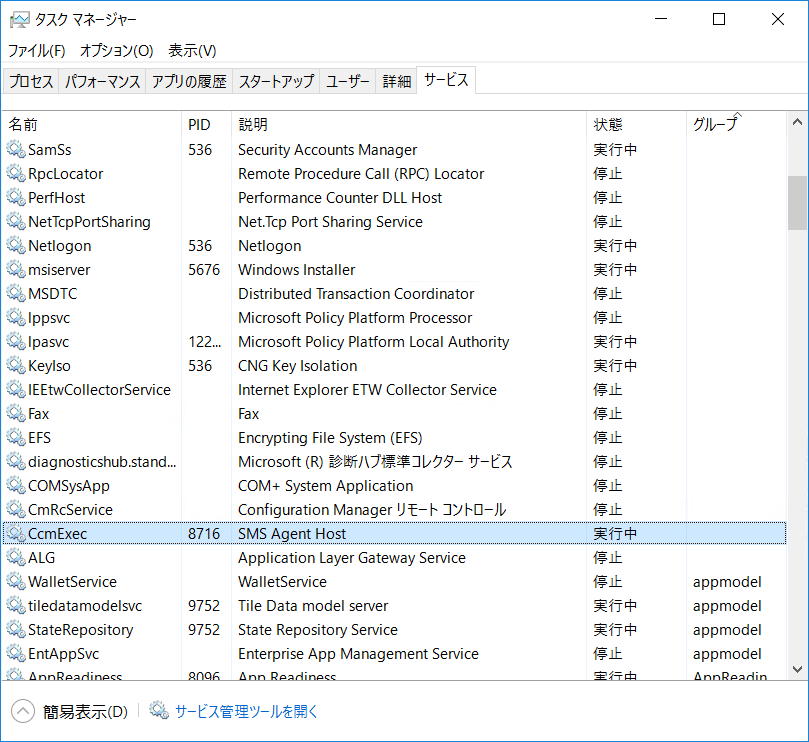 タスク マネージャー
ファイル(F) オプション(O) 表示(V)
プロセス パフォーマンス アプリの履歴 スタートアップ ユーザー 詳細 サービス
名前 PID 説明 状態 グループ
SamSs 536 Security Accounts Manager 実行中
RpcLocator Remote Procedure Call (RPC) Locator 停止
PerfHost Performance Counter DLL Host 停止
NetTcpPortSharing Net.Tcp Port Sharing Service 停止
Netlogon 536 Netlogon 実行中
msiserver 5676 Windows Installer 実行中
MSDTC Distributed Transaction Coordinator 停止
lppsvc Microsoft Policy Platform Processor 停止
lpasvc 122... Microsoft Policy Platform Local Authority 実行中
KeyIso 536 CNG Key Isolation 実行中
IEEtwCollectorService Internet Explorer ETW Collector Service 停止
Fax Fax 停止
EFS Encrypting File System (EFS) 停止
diagnosticshub.stand... Microsoft (R) 診断ハブ標準コレクター サービス 停止
COMSysApp COM+ System Application 停止
CmRcService Configuration Manager リモート コントロール 停止
CcmExec 8716 SMS Agent Host 実行中
ALG Application Layer Gateway Service 停止
WalletService WalletService 停止 appmodel
tiledatamodelsvc 9752 Tile Data model server 実行中 appmodel
StateRepository 9752 State Repository Service 実行中 appmodel
EntAppSvc Enterprise App Management Service 停止 appmodel
AppReadiness 8096 App Readiness 実行中 AppReadin
簡易表示(D) サービス管理ツールを開く